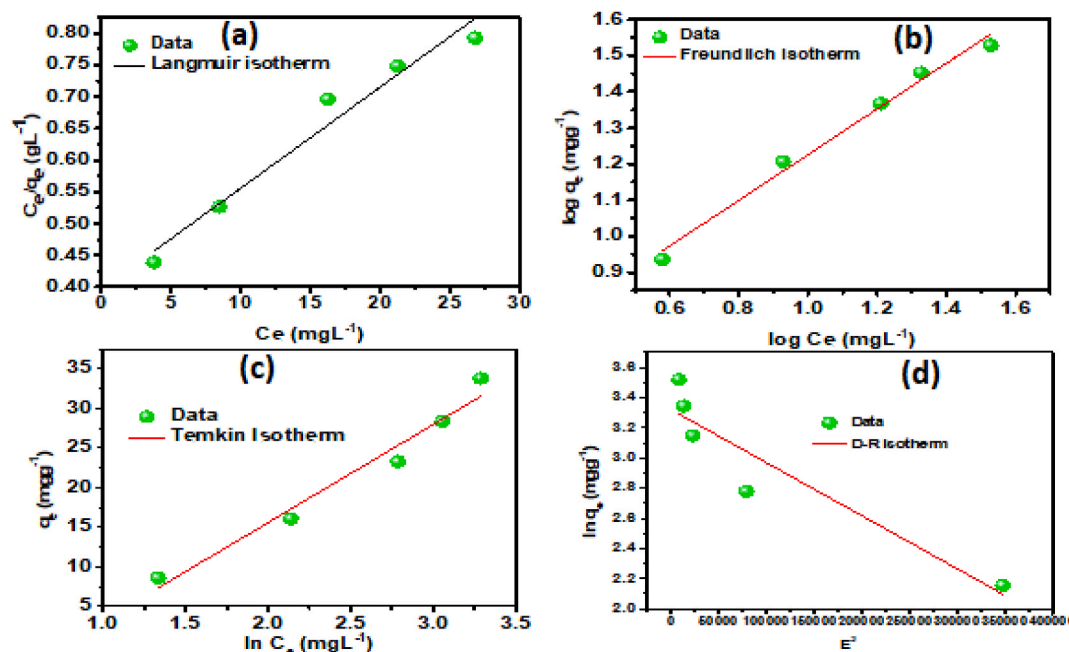 (a)
Data
Langmuir isotherm
0.80
0.75
0.70
0.65
0.60
0.55
0.50
0.45
0.40
Ce/qe (gL-1)
0 5 10 15 20 25 30
Ce (mgL-1)
(b)
Data
Freundlich Isotherm
1.6
1.5
1.4
1.3
1.2
1.1
1.0
0.9
log qe (mgg-1)
0.6 0.8 1.0 1.2 1.4 1.6
log Ce (mgL-1)
(c)
Data
Temkin Isotherm
35
30
25
20
15
10
5
qe (mgg-1)
1.0 1.5 2.0 2.5 3.0 3.5
ln Ce (mgL-1)
(d)
Data
D-R Isotherm
3.6
3.4
3.2
3.0
2.8
2.6
2.4
2.2
2.0
ln qe (mgg-1)
0 50000 100000 150000 200000 250000 300000 350000
E2